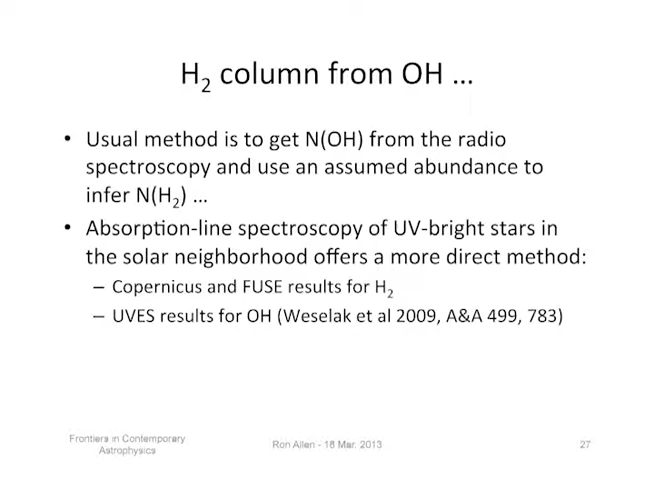 H₂ column from OH ...
• Usual method is to get N(OH) from the radio
spectroscopy and use an assumed abundance to
infer N(H₂) ...
• Absorption-line spectroscopy of UV-bright stars in
the solar neighborhood offers a more direct method:
– Copernicus and FUSE results for H₂
– UVES results for OH (Weselak et al 2009, A&A 499, 783)
Frontiers in Contemporary
Astrophysics
Ron Allen - 18 Mar. 2013
27